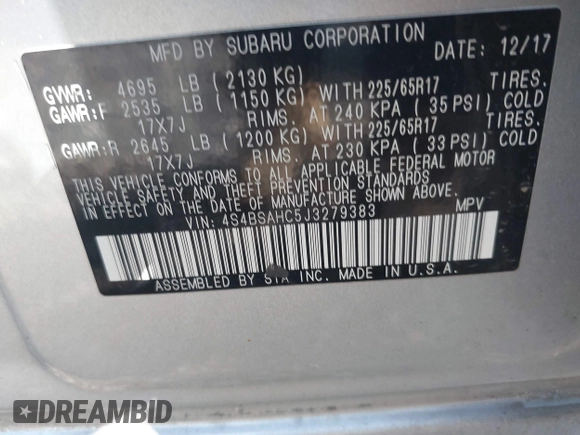 MFD BY SUBARU CORPORATION DATE: 12/17
GVWR: 4695 LB (2130 KG)
GAWR:F 2535 LB (1150 KG) WITH 225/65R17 TIRES.
17X7J RIMS. AT 240 KPA (35 PSI) COLD
GAWR:R 2645 LB (1200 KG) WITH 225/65R17 TIRES.
17X7J RIMS. AT 230 KPA (33 PSI) COLD
THIS VEHICLE CONFORMS TO ALL APPLICABLE FEDERAL MOTOR
VEHICLE SAFETY AND THEFT PREVENTION STANDARDS
IN EFFECT ON THE DATE OF MANUFACTURE SHOWN ABOVE.
VIN: 4S4BSAHC5J3279383 MPV
ASSEMBLED BY SIA INC. MADE IN U.S.A.
DREAMBID